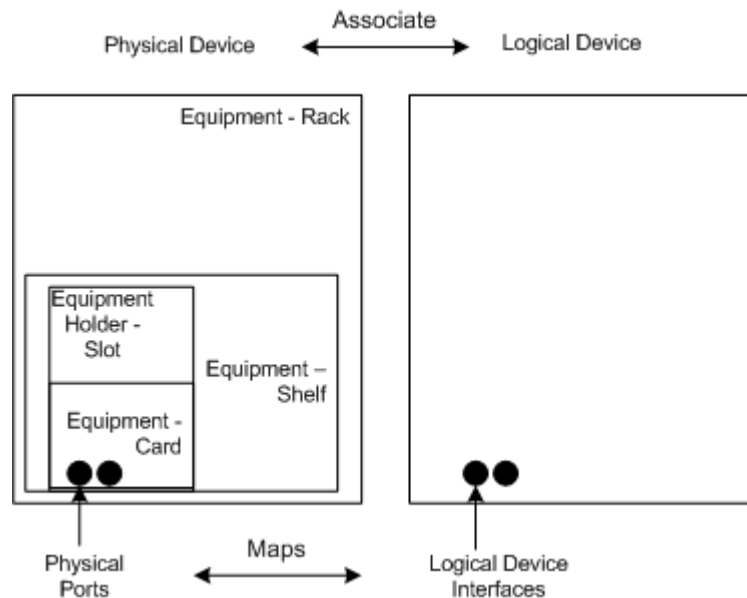 Associate
Physical Device
Logical Device
Equipment - Rack
Equipment
Holder -
Slot
Equipment –
Shelf
Equipment -
Card
Physical
Ports
Maps
Logical Device
Interfaces